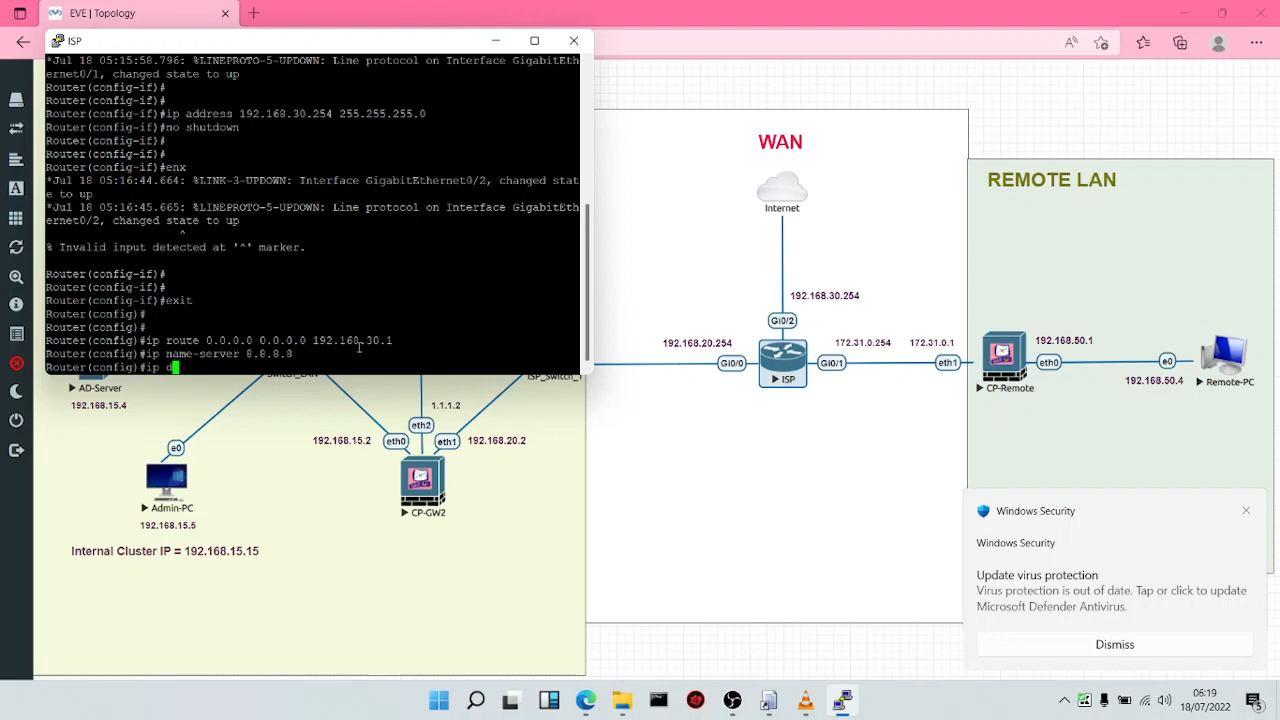 EVE | Topology
ISP
*Jul 18 05:15:58.796: %LINEPROTO-5-UPDOWN: Line protocol on Interface GigabitEth
ernet0/1, changed state to up
Router(config-if)#
Router(config-if)#
Router(config-if)#ip address 192.168.30.254 255.255.255.0
Router(config-if)#no shutdown
Router(config-if)#
Router(config-if)#
Router(config-if)#enx
*Jul 18 05:16:44.664: %LINK-3-UPDOWN: Interface GigabitEthernet0/2, changed stat
e to up
*Jul 18 05:16:45.665: %LINEPROTO-5-UPDOWN: Line protocol on Interface GigabitEth
ernet0/2, changed state to up
^
% Invalid input detected at '^' marker.
Router(config-if)#
Router(config-if)#
Router(config-if)#exit
Router(config)#
Router(config)#
Router(config)#ip route 0.0.0.0 0.0.0.0 192.168.30.1
Router(config)#ip name-server 8.8.8.8
Router(config)#ip d
WAN
Internet
192.168.30.254
Gi0/2
192.168.20.254
Gi0/0
ISP
Gi0/1
172.31.0.254
172.31.0.1
eth1
REMOTE LAN
CP-Remote
192.168.50.1
eth0
192.168.50.4
e0
Remote-PC
AD-Server
192.168.15.4
Switch_LAN
ISP_Switch_1
1.1.1.2
eth2
192.168.15.2
eth0
eth1
192.168.20.2
e0
Admin-PC
192.168.15.5
CP-GW2
Internal Cluster IP = 192.168.15.15
Windows Security
Windows Security
Update virus protection
Virus protection is out of date. Tap or click to update
Microsoft Defender Antivirus.
Dismiss
06:19
18/07/2022